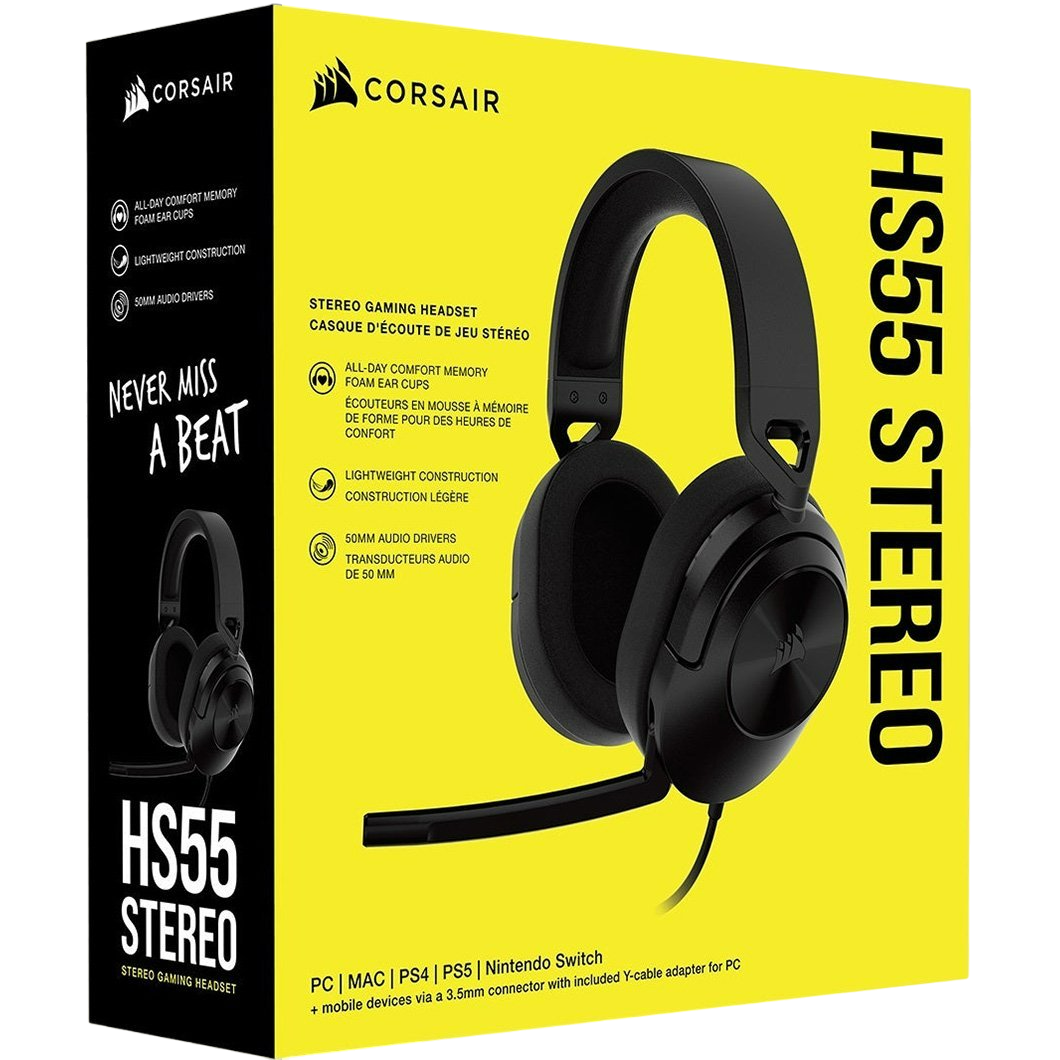 CORSAIR
ALL-DAY COMFORT MEMORY
FOAM EAR CUPS
LIGHTWEIGHT CONSTRUCTION
50MM AUDIO DRIVERS
NEVER MISS
A BEAT
HS55
STEREO
STEREO GAMING HEADSET
CORSAIR
STEREO GAMING HEADSET
CASQUE D'ÉCOUTE DE JEU STÉRÉO
ALL-DAY COMFORT MEMORY
FOAM EAR CUPS
ÉCOUTEURS EN MOUSSE À MÉMOIRE
DE FORME POUR DES HEURES DE
CONFORT
LIGHTWEIGHT CONSTRUCTION
CONSTRUCTION LÉGÈRE
50MM AUDIO DRIVERS
TRANSDUCTEURS AUDIO
DE 50 MM
HS55 STEREO
PC | MAC | PS4 | PS5 | Nintendo Switch
+ mobile devices via a 3.5mm connector with included Y-cable adapter for PC